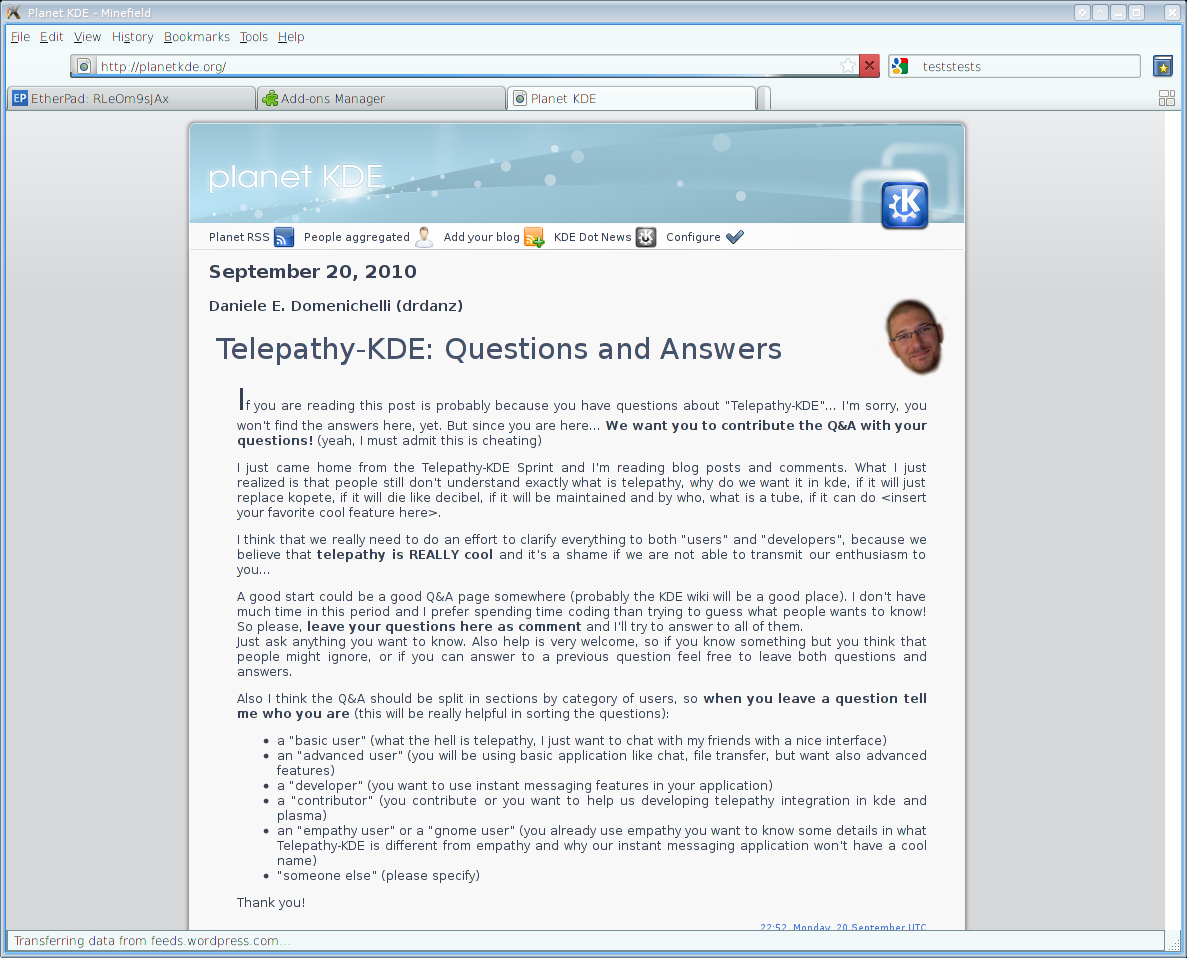 Planet KDE - Minefield
File Edit View History Bookmarks Tools Help
http://planetkde.org/
teststests
EP EtherPad: RLeOm9sJAx
Add-ons Manager
Planet KDE
planet KDE
K
Planet RSS
People aggregated
Add your blog
KDE Dot News
Configure
September 20, 2010
Daniele E. Domenichelli (drdanz)
Telepathy-KDE: Questions and Answers
If you are reading this post is probably because you have questions about "Telepathy-KDE"... I'm sorry, you
won't find the answers here, yet. But since you are here... We want you to contribute the Q&A with your
questions! (yeah, I must admit this is cheating)
I just came home from the Telepathy-KDE Sprint and I'm reading blog posts and comments. What I just
realized is that people still don't understand exactly what is telepathy, why do we want it in kde, if it will just
replace kopete, if it will die like decibel, if it will be maintained and by who, what is a tube, if it can do <insert
your favorite cool feature here>.
I think that we really need to do an effort to clarify everything to both "users" and "developers", because we
believe that telepathy is REALLY cool and it's a shame if we are not able to transmit our enthusiasm to
you...
A good start could be a good Q&A page somewhere (probably the KDE wiki will be a good place). I don't have
much time in this period and I prefer spending time coding than trying to guess what people wants to know!
So please, leave your questions here as comment and I'll try to answer to all of them.
Just ask anything you want to know. Also help is very welcome, so if you know something but you think that
people might ignore, or if you can answer to a previous question feel free to leave both questions and
answers.
Also I think the Q&A should be split in sections by category of users, so when you leave a question tell
me who you are (this will be really helpful in sorting the questions):
• a "basic user" (what the hell is telepathy, I just want to chat with my friends with a nice interface)
• an "advanced user" (you will be using basic application like chat, file transfer, but want also advanced
features)
• a "developer" (you want to use instant messaging features in your application)
• a "contributor" (you contribute or you want to help us developing telepathy integration in kde and
plasma)
• an "empathy user" or a "gnome user" (you already use empathy you want to know some details in what
Telepathy-KDE is different from empathy and why our instant messaging application won't have a cool
name)
• "someone else" (please specify)
Thank you!
22:52, Monday, 20 September UTC
Transferring data from feeds.wordpress.com...